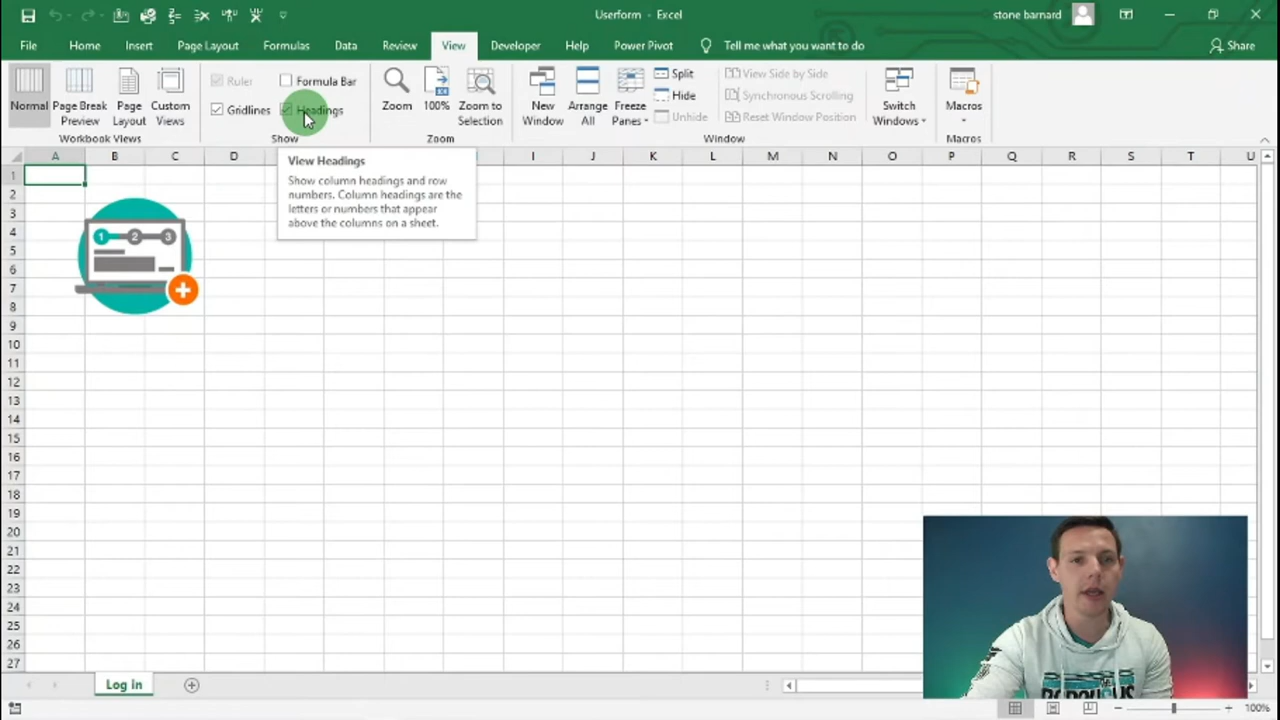 Userform - Excel
stone barnard
File Home Insert Page Layout Formulas Data Review View Developer Help Power Pivot Tell me what you want to do Share
Ruler Formula Bar
Gridlines Headings
Normal Page Break Preview Page Layout Custom Views
Workbook Views
Show
Zoom 100% Zoom to Selection
Zoom
New Window Arrange All Freeze Panes
Split
Hide
Unhide
View Side by Side
Synchronous Scrolling
Reset Window Position
Switch Windows
Window
Macros
Macros
View Headings
Show column headings and row
numbers. Column headings are the
letters or numbers that appear
above the columns on a sheet.
A B C D I J K L M N O P Q R S T U
1
2
3
4
5
6
7
8
9
10
11
12
13
14
15
16
17
18
19
20
21
22
23
24
25
26
27
1 2 3
Log in
100%